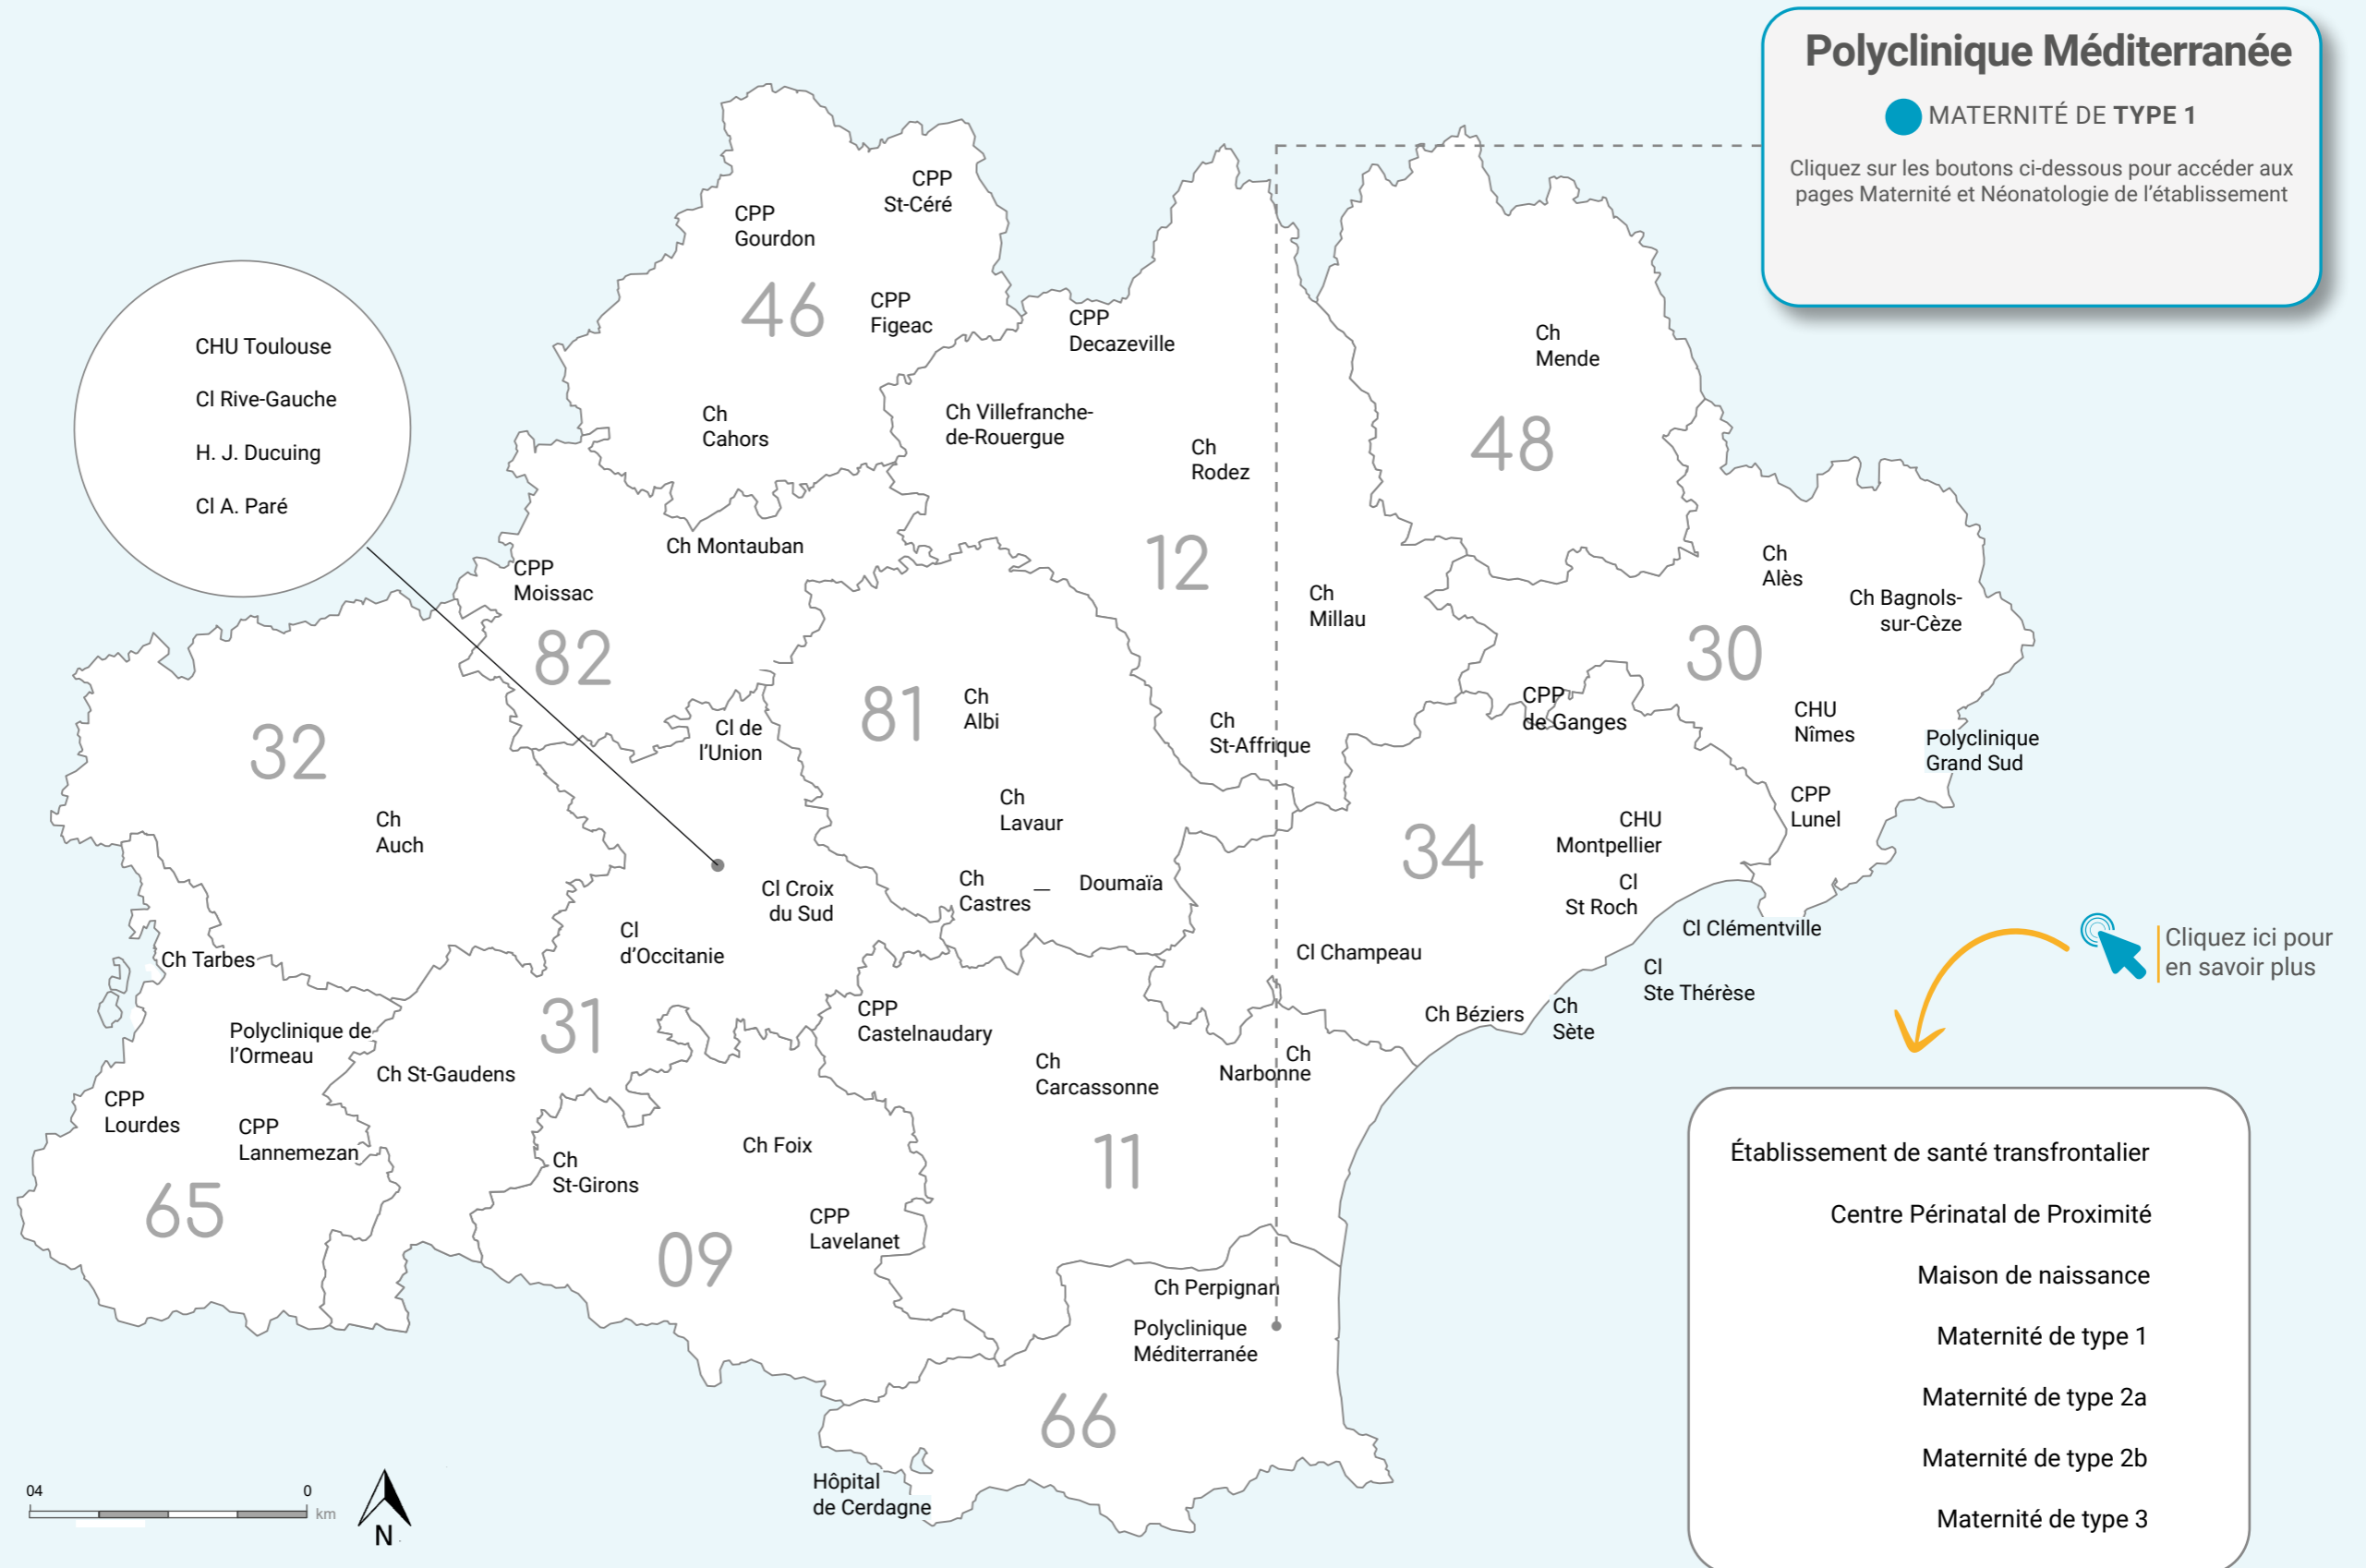 Polyclinique Méditerranée
MATERNITÉ DE TYPE 1
Cliquez sur les boutons ci-dessous pour accéder aux
pages Maternité et Néonatologie de l'établissement
CHU Toulouse
Cl Rive-Gauche
H. J. Ducuing
Cl A. Paré
CPP
St-Céré
CPP
Gourdon
46
CPP
Figeac
Ch
Cahors
CPP
Decazeville
Ch Villefranche-
de-Rouergue
Ch
Rodez
12
Ch
Millau
Ch
St-Affrique
Ch
Mende
48
Ch
Alès
Ch Bagnols-
sur-Cèze
30
CHU
Nîmes
Polyclinique
Grand Sud
CPP
Lunel
Ch Montauban
CPP
Moissac
82
32
Ch
Auch
Cl de
l'Union
Cl Croix
du Sud
Cl
d'Occitanie
31
Ch St-Gaudens
81
Ch
Albi
Ch
Lavaur
Ch
Castres
— Doumaïa
CPP
de Ganges
34
CHU
Montpellier
Cl
St Roch
Cl Clémentville
Cl
Ste Thérèse
Cl Champeau
Ch Béziers
Ch
Sète
Ch Tarbes
Polyclinique de
l'Ormeau
CPP
Lourdes
CPP
Lannemezan
65
Ch
St-Girons
Ch Foix
CPP
Lavelanet
09
CPP
Castelnaudary
Ch
Carcassonne
Ch
Narbonne
11
Ch Perpignan
Polyclinique
Méditerranée
66
Hôpital
de Cerdagne
Cliquez ici pour
en savoir plus
Établissement de santé transfrontalier
Centre Périnatal de Proximité
Maison de naissance
Maternité de type 1
Maternité de type 2a
Maternité de type 2b
Maternité de type 3
04 0
km
N